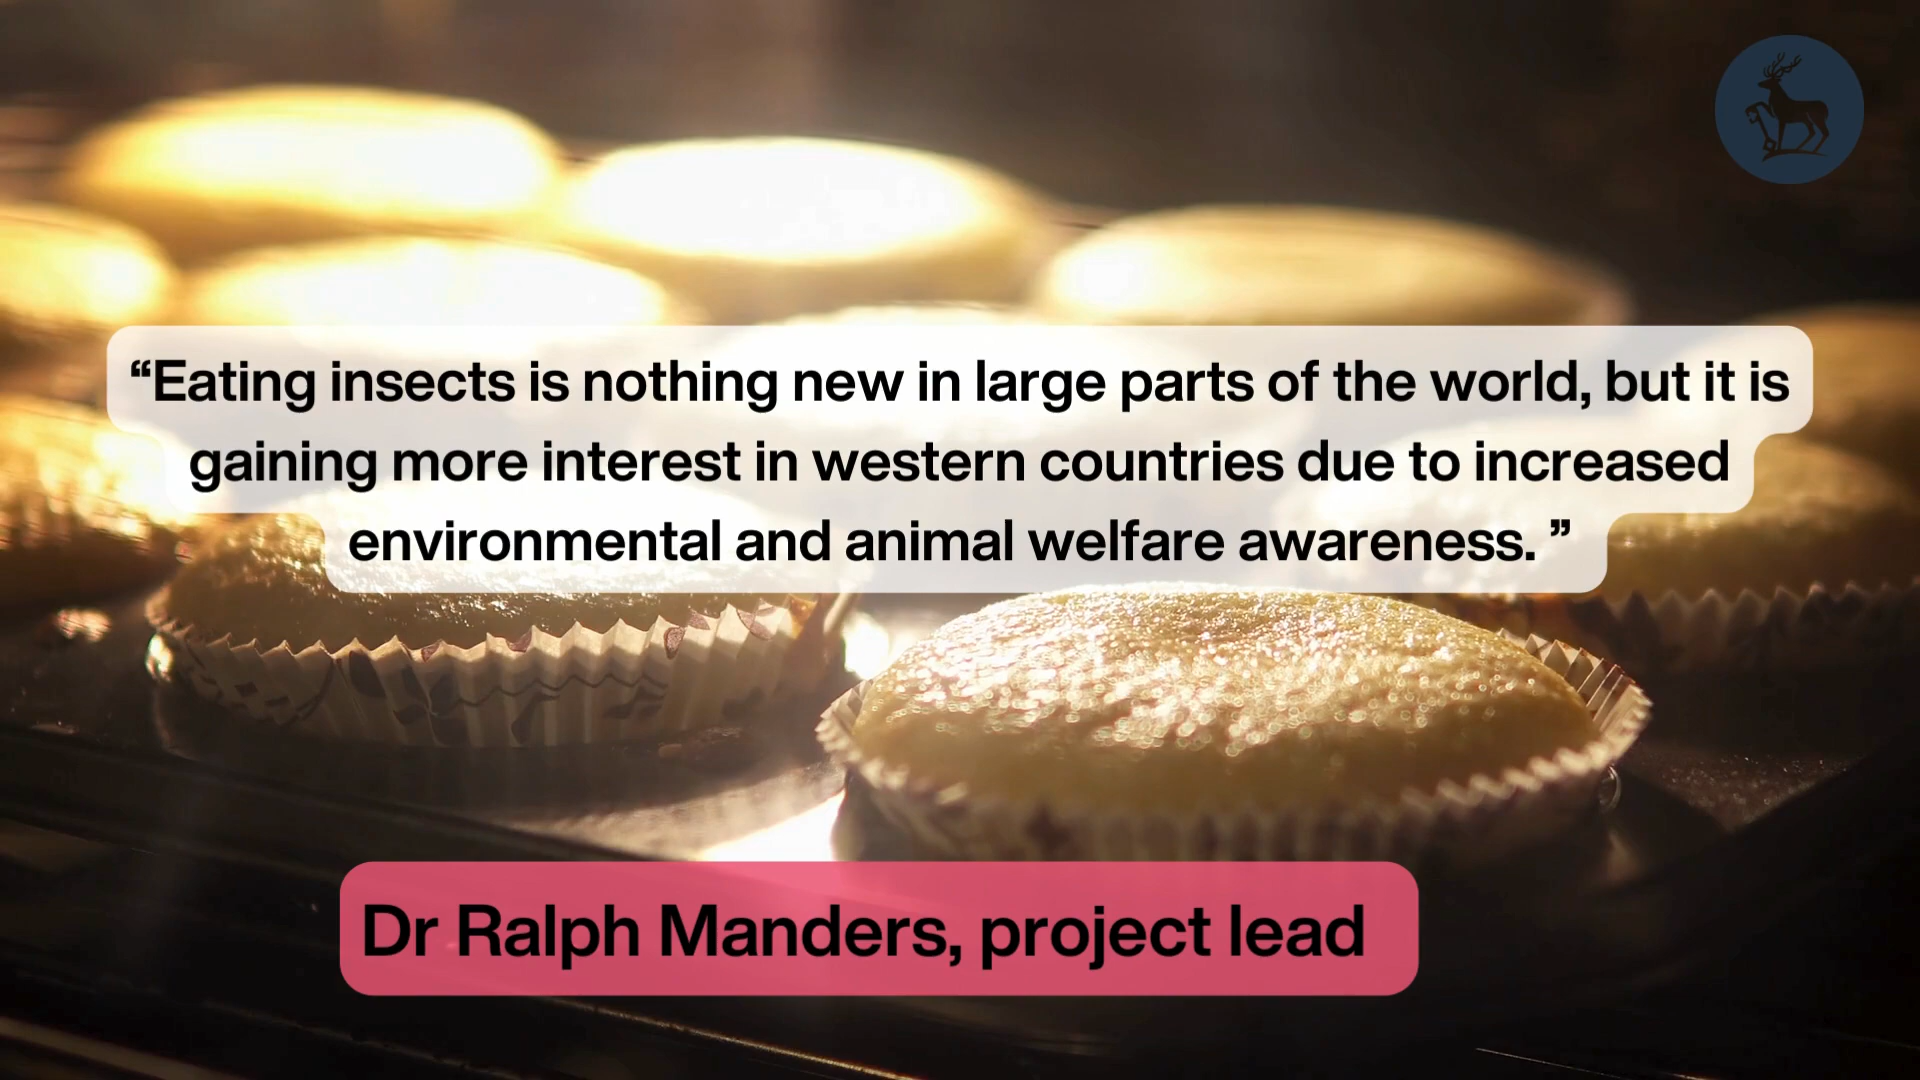 “Eating insects is nothing new in large parts of the world, but it is
gaining more interest in western countries due to increased
environmental and animal welfare awareness. ”
Dr Ralph Manders, project lead